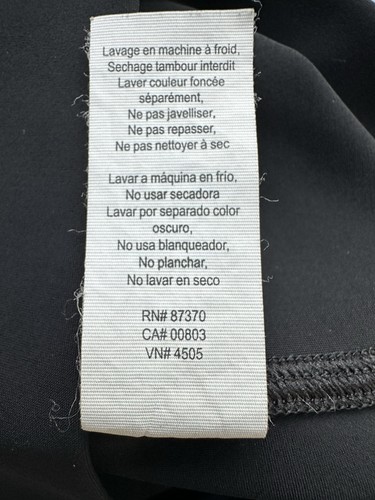 Lavage en machine à froid,
Sechage tambour interdit
Laver couleur foncée
séparément,
Ne pas javelliser,
Ne pas repasser,
Ne pas nettoyer à sec
Lavar a máquina en frío,
No usar secadora
Lavar por separado color
oscuro,
No usa blanqueador,
No planchar,
No lavar en seco
RN# 87370
CA# 00803
VN# 4505